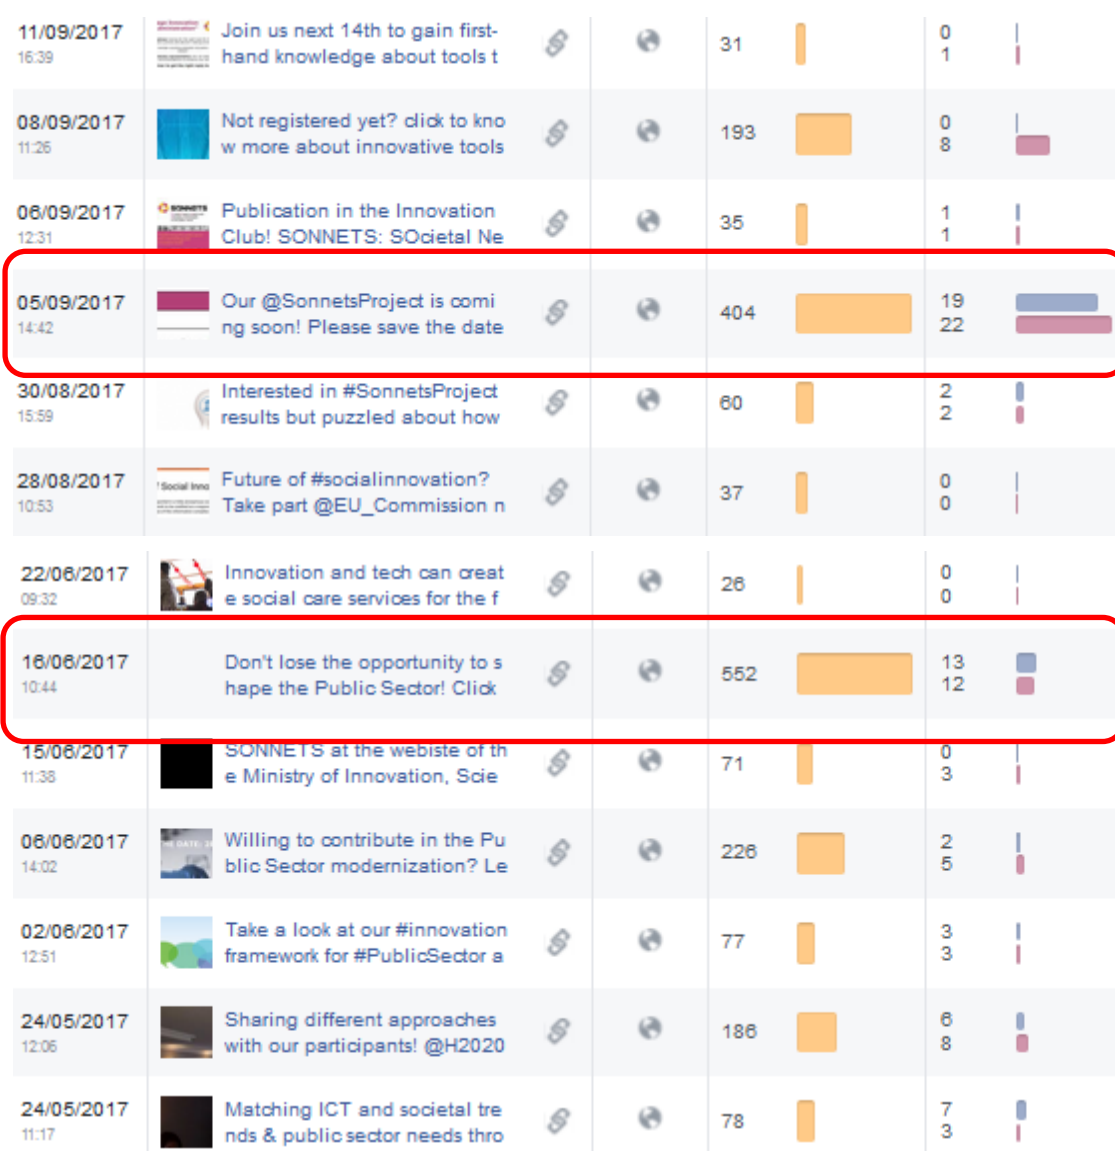 11/09/2017
16:39
Join us next 14th to gain first-
hand knowledge about tools t
31
0
1
08/09/2017
11:26
Not registered yet? click to kno
w more about innovative tools
193
0
8
06/09/2017
12:31
SONNETS
Publication in the Innovation
Club! SONNETS: SOcietal Ne
35
1
1
05/09/2017
14:42
Our @SonnetsProject is comi
ng soon! Please save the date
404
19
22
30/08/2017
15:59
Interested in #SonnetsProject
results but puzzled about how
60
2
2
28/08/2017
10:53
Social Inno
Future of #socialinnovation?
Take part @EU_Commission n
37
0
0
22/06/2017
09:32
Innovation and tech can creat
e social care services for the f
26
0
0
16/06/2017
10:44
Don't lose the opportunity to s
hape the Public Sector! Click
552
13
12
15/06/2017
11:38
SONNETS at the webiste of th
e Ministry of Innovation, Scie
71
0
3
06/06/2017
14:02
Willing to contribute in the Pu
blic Sector modernization? Le
226
2
5
02/06/2017
12:51
Take a look at our #innovation
framework for #PublicSector a
77
3
3
24/05/2017
12:06
Sharing different approaches
with our participants! @H2020
186
6
8
24/05/2017
11:17
Matching ICT and societal tre
nds & public sector needs thro
78
7
3